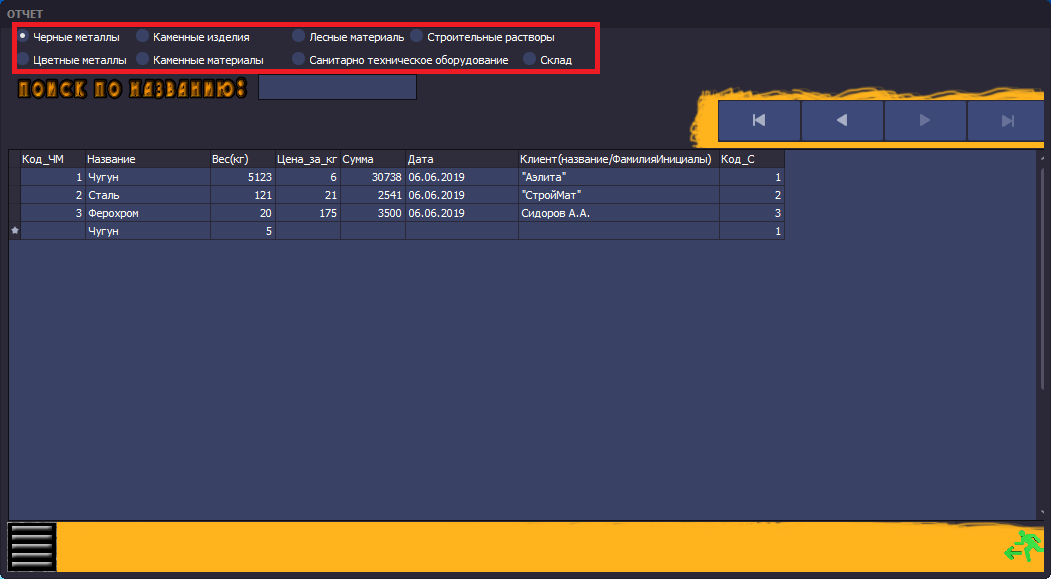 ОТЧЕТ
Черные металлы Каменные изделия Лесные материаль Строительные растворы
Цветные металлы Каменные материалы Санитарно техническое оборудование Склад
ПОИСК ПО НАЗВАНИЮ:
Код_ЧМ Название Вес(кг) Цена_за_кг Сумма Дата Клиент(название/ФамилияИнициалы) Код_С
1 Чугун 5123 6 30738 06.06.2019 "Аэлита" 1
2 Сталь 121 21 2541 06.06.2019 "СтройМат" 2
3 Ферохром 20 175 3500 06.06.2019 Сидоров А.А. 3
Чугун 5 1